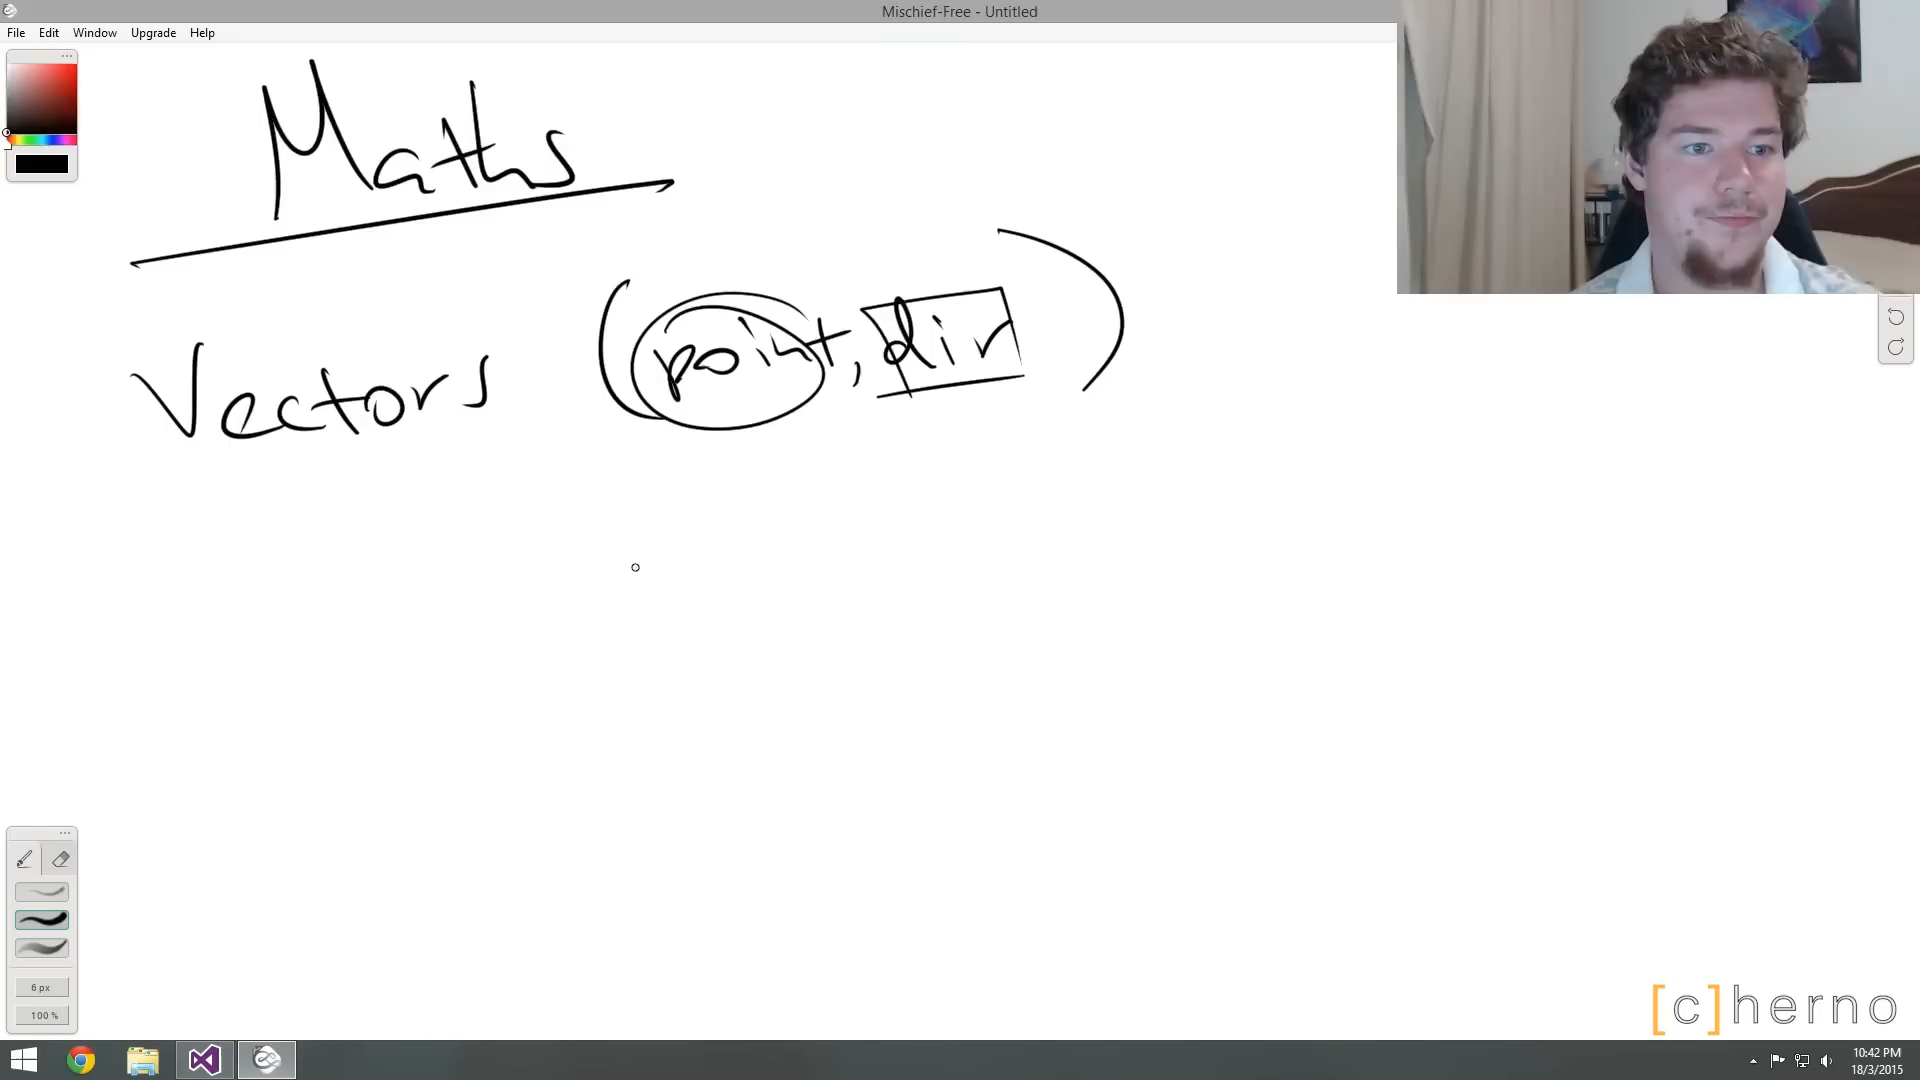 Mischief-Free - Untitled
File Edit Window Upgrade Help
Maths
Vectors (point, dir)
6 px
100 %
[c]herno
10:42 PM
18/3/2015